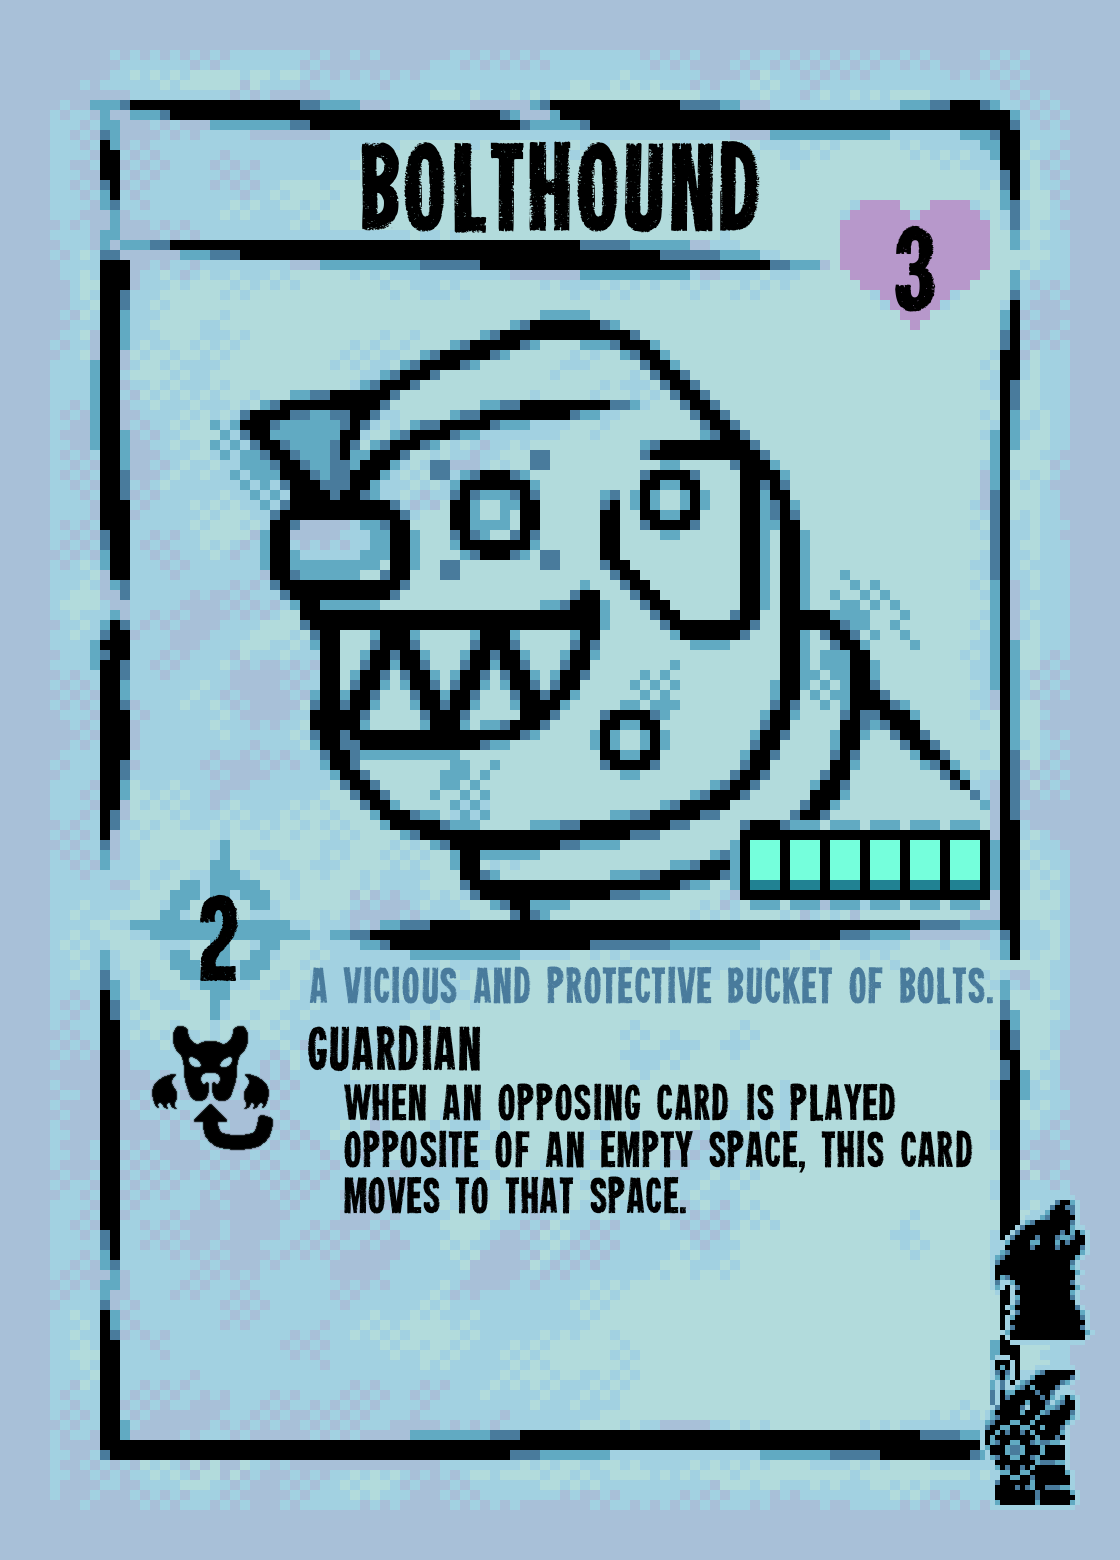 BOLTHOUND
3
2
A VICIOUS AND PROTECTIVE BUCKET OF BOLTS.
GUARDIAN
WHEN AN OPPOSING CARD IS PLAYED
OPPOSITE OF AN EMPTY SPACE, THIS CARD
MOVES TO THAT SPACE.